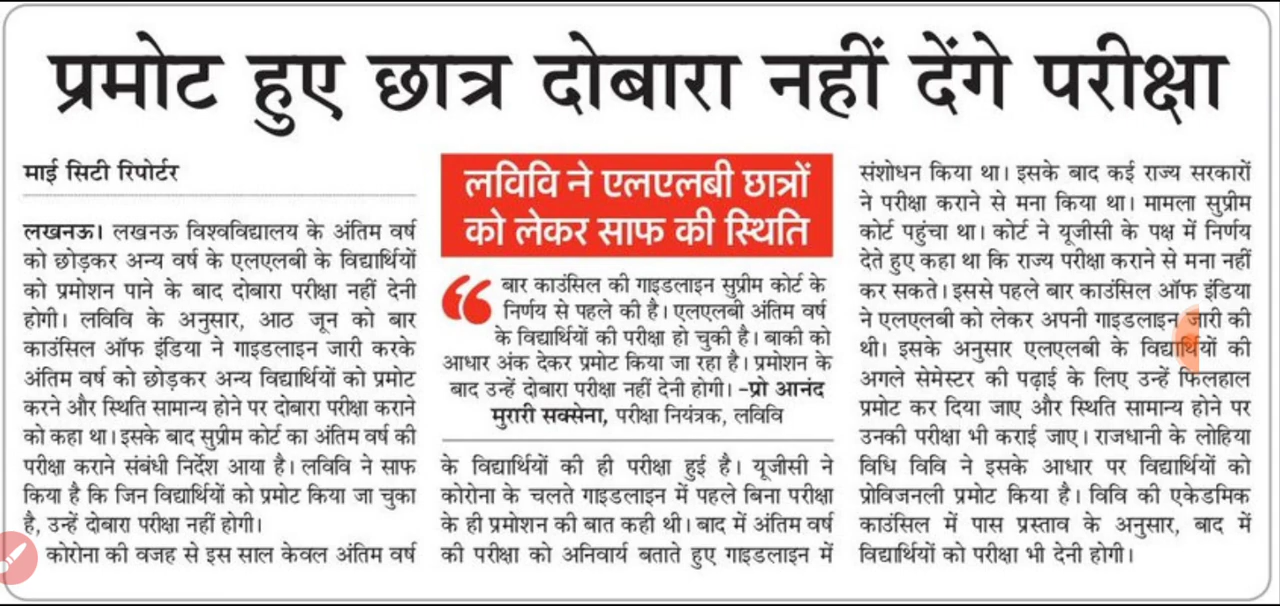 प्रमोट हुए छात्र दोबारा नहीं देंगे परीक्षा
माई सिटी रिपोर्टर
लखनऊ। लखनऊ विश्वविद्यालय के अंतिम वर्ष
को छोड़कर अन्य वर्ष के एलएलबी के विद्यार्थियों
को प्रमोशन पाने के बाद दोबारा परीक्षा नहीं देनी
होगी। लविवि के अनुसार, आठ जून को बार
काउंसिल ऑफ इंडिया ने गाइडलाइन जारी करके
अंतिम वर्ष को छोड़कर अन्य विद्यार्थियों को प्रमोट
करने और स्थिति सामान्य होने पर दोबारा परीक्षा कराने
को कहा था। इसके बाद सुप्रीम कोर्ट का अंतिम वर्ष की
परीक्षा कराने संबंधी निर्देश आया है। लविवि ने साफ
किया है कि जिन विद्यार्थियों को प्रमोट किया जा चुका
है, उन्हें दोबारा परीक्षा नहीं होगी।
कोरोना की वजह से इस साल केवल अंतिम वर्ष
लविवि ने एलएलबी छात्रों
को लेकर साफ की स्थिति
बार काउंसिल की गाइडलाइन सुप्रीम कोर्ट के
निर्णय से पहले की है। एलएलबी अंतिम वर्ष
के विद्यार्थियों की परीक्षा हो चुकी है। बाकी को
आधार अंक देकर प्रमोट किया जा रहा है। प्रमोशन के
बाद उन्हें दोबारा परीक्षा नहीं देनी होगी। -प्रो आनंद
मुरारी सक्सेना, परीक्षा नियंत्रक, लविवि
के विद्यार्थियों की ही परीक्षा हुई है। यूजीसी ने
कोरोना के चलते गाइडलाइन में पहले बिना परीक्षा
के ही प्रमोशन की बात कही थी। बाद में अंतिम वर्ष
की परीक्षा को अनिवार्य बताते हुए गाइडलाइन में
संशोधन किया था। इसके बाद कई राज्य सरकारों
ने परीक्षा कराने से मना किया था। मामला सुप्रीम
कोर्ट पहुंचा था। कोर्ट ने यूजीसी के पक्ष में निर्णय
देते हुए कहा था कि राज्य परीक्षा कराने से मना नहीं
कर सकते। इससे पहले बार काउंसिल ऑफ इंडिया
ने एलएलबी को लेकर अपनी गाइडलाइन जारी की
थी। इसके अनुसार एलएलबी के विद्यार्थियों की
अगले सेमेस्टर की पढ़ाई के लिए उन्हें फिलहाल
प्रमोट कर दिया जाए और स्थिति सामान्य होने पर
उनकी परीक्षा भी कराई जाए। राजधानी के लोहिया
विधि विवि ने इसके आधार पर विद्यार्थियों को
प्रोविजनली प्रमोट किया है। विवि की एकेडमिक
काउंसिल में पास प्रस्ताव के अनुसार, बाद में
विद्यार्थियों को परीक्षा भी देनी होगी।